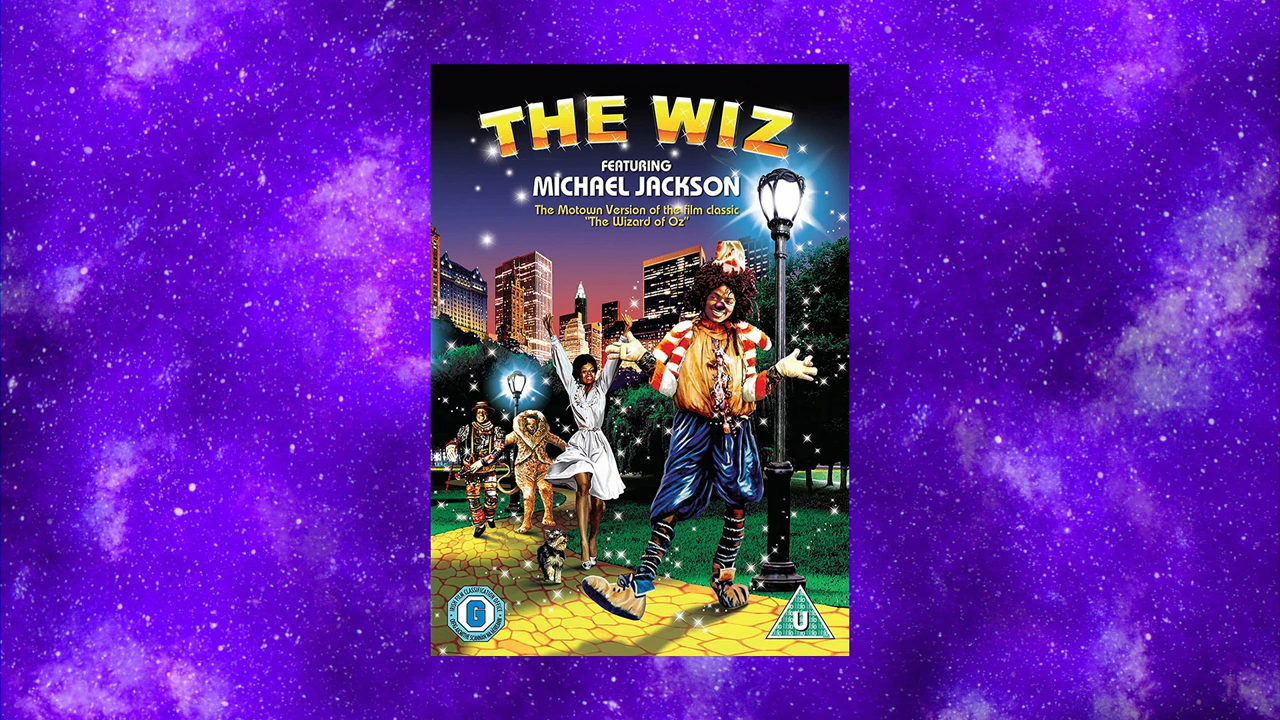 THE WIZ
FEATURING
MICHAEL JACKSON
The Motown Version of the film classic
"The Wizard of Oz"
G
U